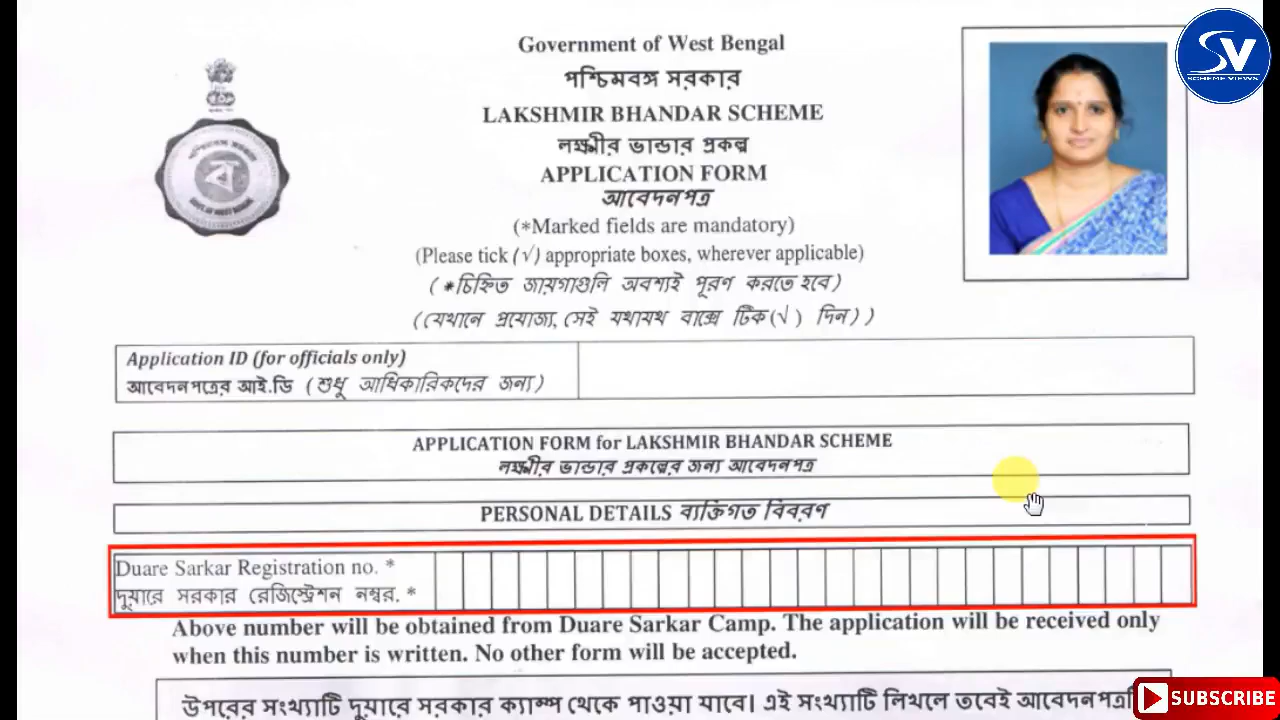 SV
SCHEME VIEWS
Government of West Bengal
পশ্চিমবঙ্গ সরকার
LAKSHMIR BHANDAR SCHEME
লক্ষ্মীর ভান্ডার প্রকল্প
APPLICATION FORM
আবেদনপত্র
(*Marked fields are mandatory)
(Please tick (√) appropriate boxes, wherever applicable)
(*চিহ্নিত জায়গাগুলি অবশ্যই পূরণ করতে হবে)
((যেখানে প্রযোজ্য, সেই যথাযথ বাক্সে টিক(√) দিন))
Application ID (for officials only)
আবেদনপত্রের আই.ডি (শুধু আধিকারিকদের জন্য)
APPLICATION FORM for LAKSHMIR BHANDAR SCHEME
লক্ষ্মীর ভান্ডার প্রকল্পের জন্য আবেদনপত্র
PERSONAL DETAILS ব্যক্তিগত বিবরণ
Duare Sarkar Registration no. *
দুয়ারে সরকার রেজিস্ট্রেশন নম্বর. *
Above number will be obtained from Duare Sarkar Camp. The application will be received only
when this number is written. No other form will be accepted.
উপরের সংখ্যাটি দুয়ারে সরকার ক্যাম্প থেকে পাওয়া যাবে। এই সংখ্যাটি লিখলে তবেই আবেদনপত্রটি
SUBSCRIBE